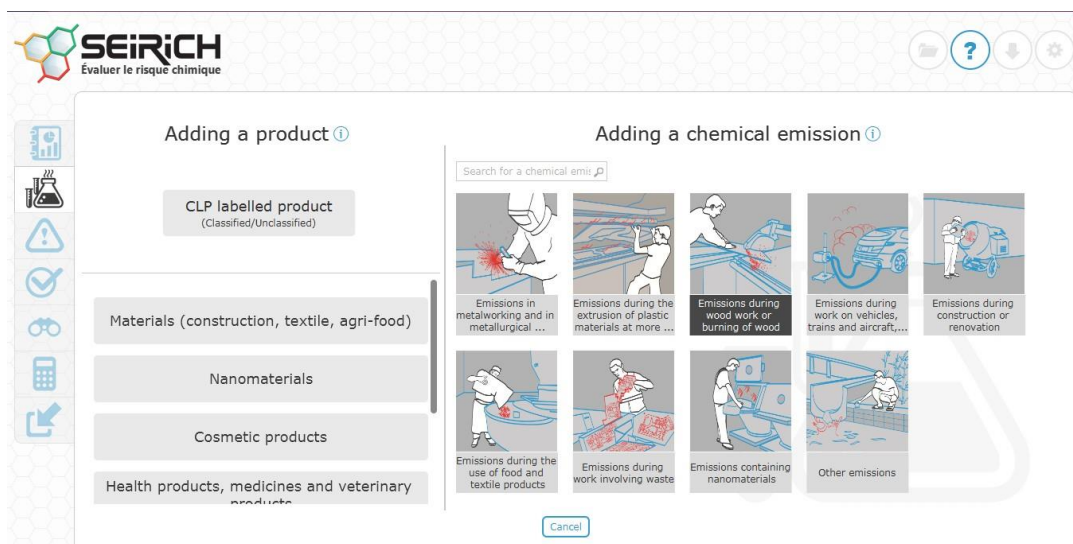 SEiRiCH
Évaluer le risque chimique
?
Adding a product
Adding a chemical emission
Search for a chemical emis
CLP labelled product
(Classified/Unclassified)
Materials (construction, textile, agri-food)
Nanomaterials
Cosmetic products
Health products, medicines and veterinary
products
Emissions in
metalworking and in
metallurgical ...
Emissions during the
extrusion of plastic
materials at more ...
Emissions during
wood work or
burning of wood
Emissions during
work on vehicles,
trains and aircraft,...
Emissions during
construction or
renovation
Emissions during the
use of food and
textile products
Emissions during
work involving waste
Emissions containing
nanomaterials
Other emissions
Cancel